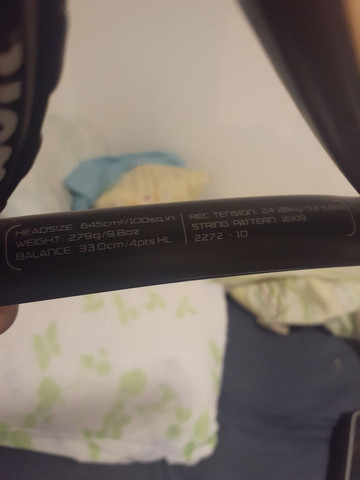 HEADSIZE: 645cm²/100sq.in
WEIGHT: 279g/9.8oz
BALANCE: 33.0cm/4pts HL
REC. TENSION: 24-28kg/
STRING PATTERN: 16X19
2272 - 10